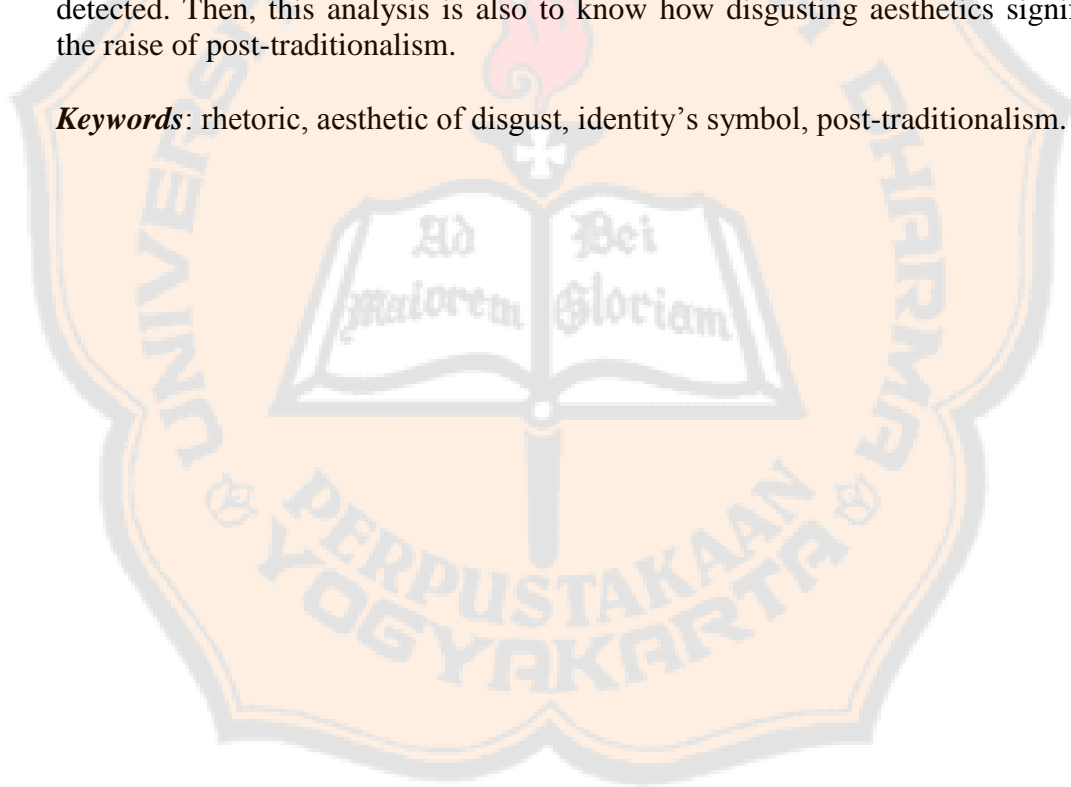 detected. Then, this analysis is also to know how disgusting aesthetics
the raise of post-traditionalism.
Keywords: rhetoric, aesthetic of disgust, identity's symbol, post-traditionalism.
Ad Dei
Maiorem Gloriam
DHARMA
PERPUSTAKAAN
YOGYAKARTA